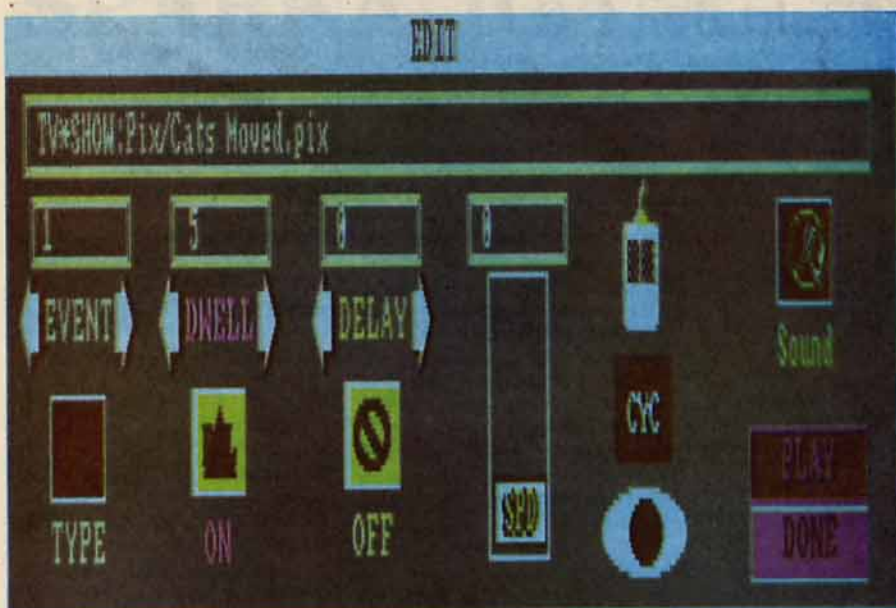 EDIT
TV*SHOW:Pix/Cats Moved.pix
1 5 0 0
EVENT DWELL DELAY
Sound
CYC
PLAY
SPD
TYPE ON OFF
DONE